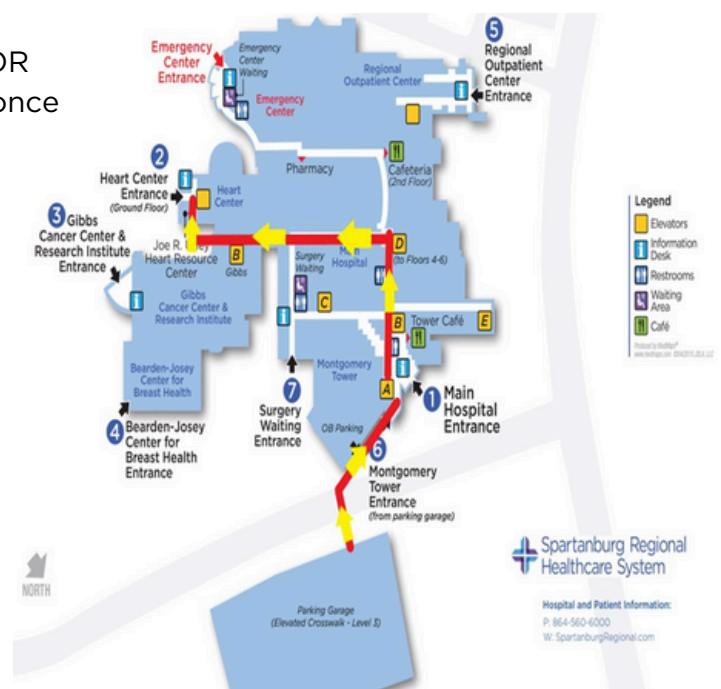 OR
once
5
Regional
Outpatient
Center
Entrance
Emergency
Center
Entrance
Emergency
Center
Waiting
Emergency
Center
Regional
Outpatient Center
Pharmacy
Cafeteria
(2nd Floor)
2
Heart Center
Entrance
(Ground Floor)
Heart
Center
3 Gibbs
Cancer Center &
Research Institute
Entrance
Joe R.
Heart Resource
Center
B
Gibbs
Surgery
Waiting
Main
Hospital
D
(to Floors 4-6)
Gibbs
Cancer Center &
Research Institute
C
B
Tower Café
E
Bearden-Josey
Center for
Breast Health
Montgomery
Tower
A
1 Main
Hospital
Entrance
7
Surgery
Waiting
Entrance
4 Bearden-Josey
Center for
Breast Health
Entrance
OB Parking
6
Montgomery
Tower
Entrance
(from parking garage)
Parking Garage
(Elevated Crosswalk - Level 3)
NORTH
Legend
Elevators
Information
Desk
Restrooms
Waiting
Area
Café
Spartanburg Regional
Healthcare System
Hospital and Patient Information:
P: 864-560-6000
W: SpartanburgRegional.com